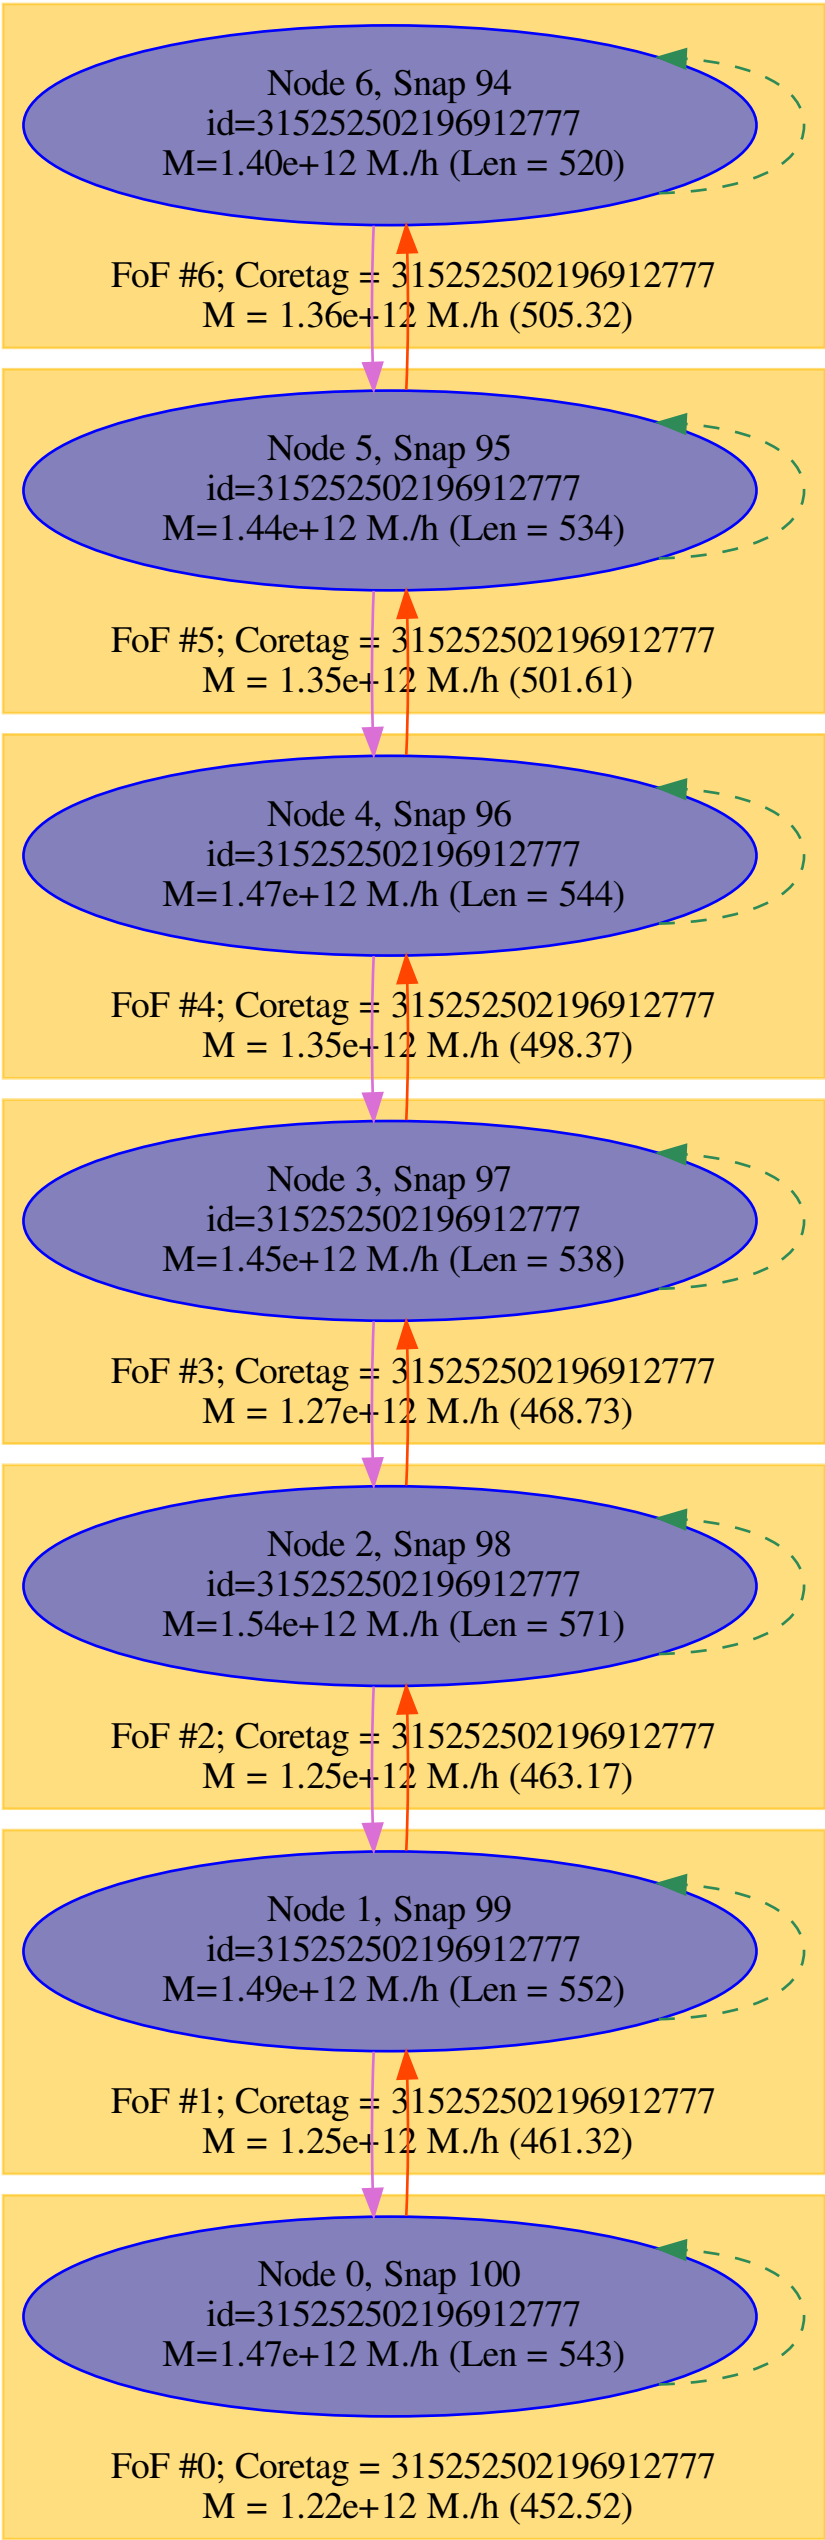 Node 6, Snap 94
id=315252502196912777
M=1.40e+12 M./h (Len = 520)
FoF #6; Coretag = 315252502196912777
M = 1.36e+12 M./h (505.32)
Node 5, Snap 95
id=315252502196912777
M=1.44e+12 M./h (Len = 534)
FoF #5; Coretag = 315252502196912777
M = 1.35e+12 M./h (501.61)
Node 4, Snap 96
id=315252502196912777
M=1.47e+12 M./h (Len = 544)
FoF #4; Coretag = 315252502196912777
M = 1.35e+12 M./h (498.37)
Node 3, Snap 97
id=315252502196912777
M=1.45e+12 M./h (Len = 538)
FoF #3; Coretag = 315252502196912777
M = 1.27e+12 M./h (468.73)
Node 2, Snap 98
id=315252502196912777
M=1.54e+12 M./h (Len = 571)
FoF #2; Coretag = 315252502196912777
M = 1.25e+12 M./h (463.17)
Node 1, Snap 99
id=315252502196912777
M=1.49e+12 M./h (Len = 552)
FoF #1; Coretag = 315252502196912777
M = 1.25e+12 M./h (461.32)
Node 0, Snap 100
id=315252502196912777
M=1.47e+12 M./h (Len = 543)
FoF #0; Coretag = 315252502196912777
M = 1.22e+12 M./h (452.52)